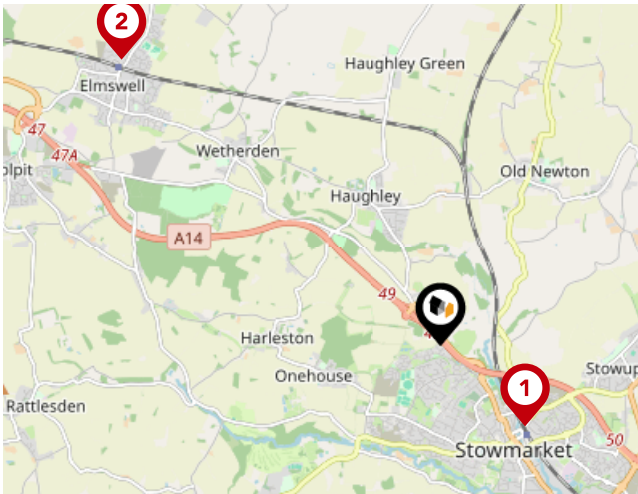 2
Haughley Green
Elmswell
47
47A
olpit
Wetherden
Old Newton
Haughley
A14
49
Harleston
Onehouse
Stowup
1
Rattlesden
50
Stowmarket